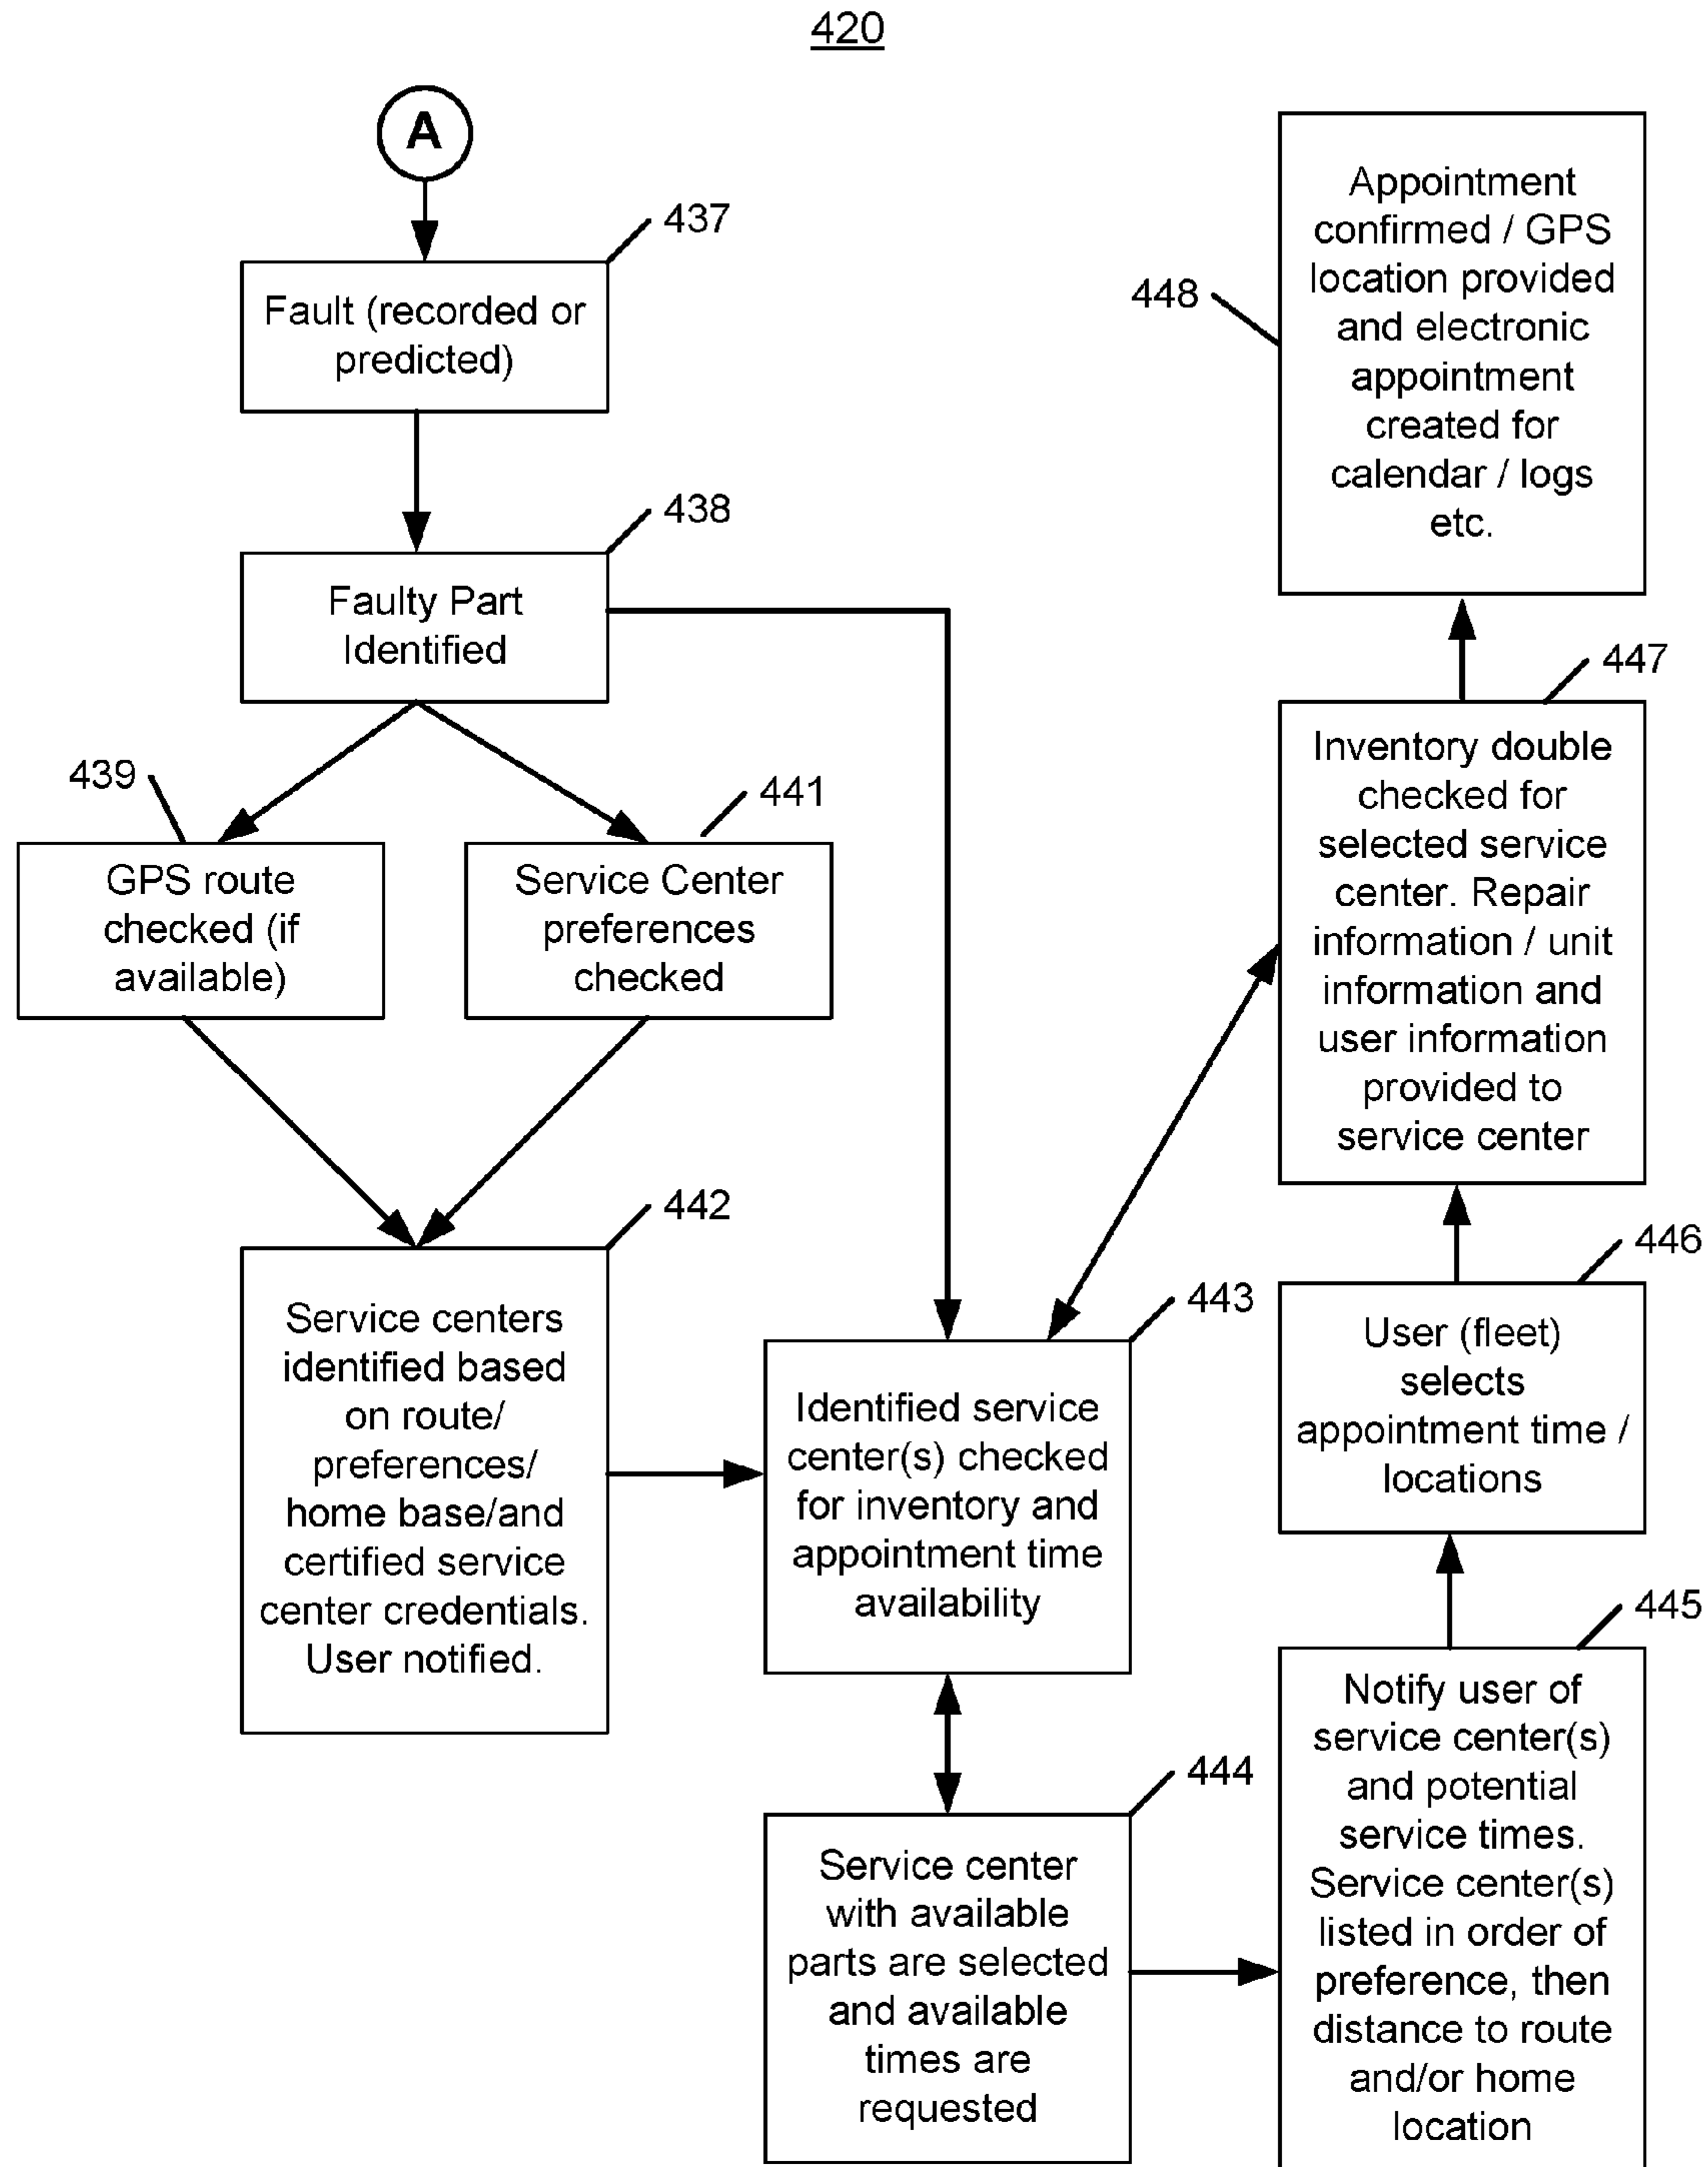 420
A
437
Fault (recorded or
predicted)
438
Faulty Part
Identified
439
GPS route
checked (if
available)
441
Service Center
preferences
checked
442
Service centers
identified based
on route/
preferences/
home base/and
certified service
center credentials.
User notified.
443
Identified service
center(s) checked
for inventory and
appointment time
availability
444
Service center
with available
parts are selected
and available
times are
requested
445
Notify user of
service center(s)
and potential
service times.
Service center(s)
listed in order of
preference, then
distance to route
and/or home
location
446
User (fleet)
selects
appointment time /
locations
447
Inventory double
checked for
selected service
center. Repair
information / unit
information and
user information
provided to
service center
448
Appointment
confirmed / GPS
location provided
and electronic
appointment
created for
calendar / logs
etc.